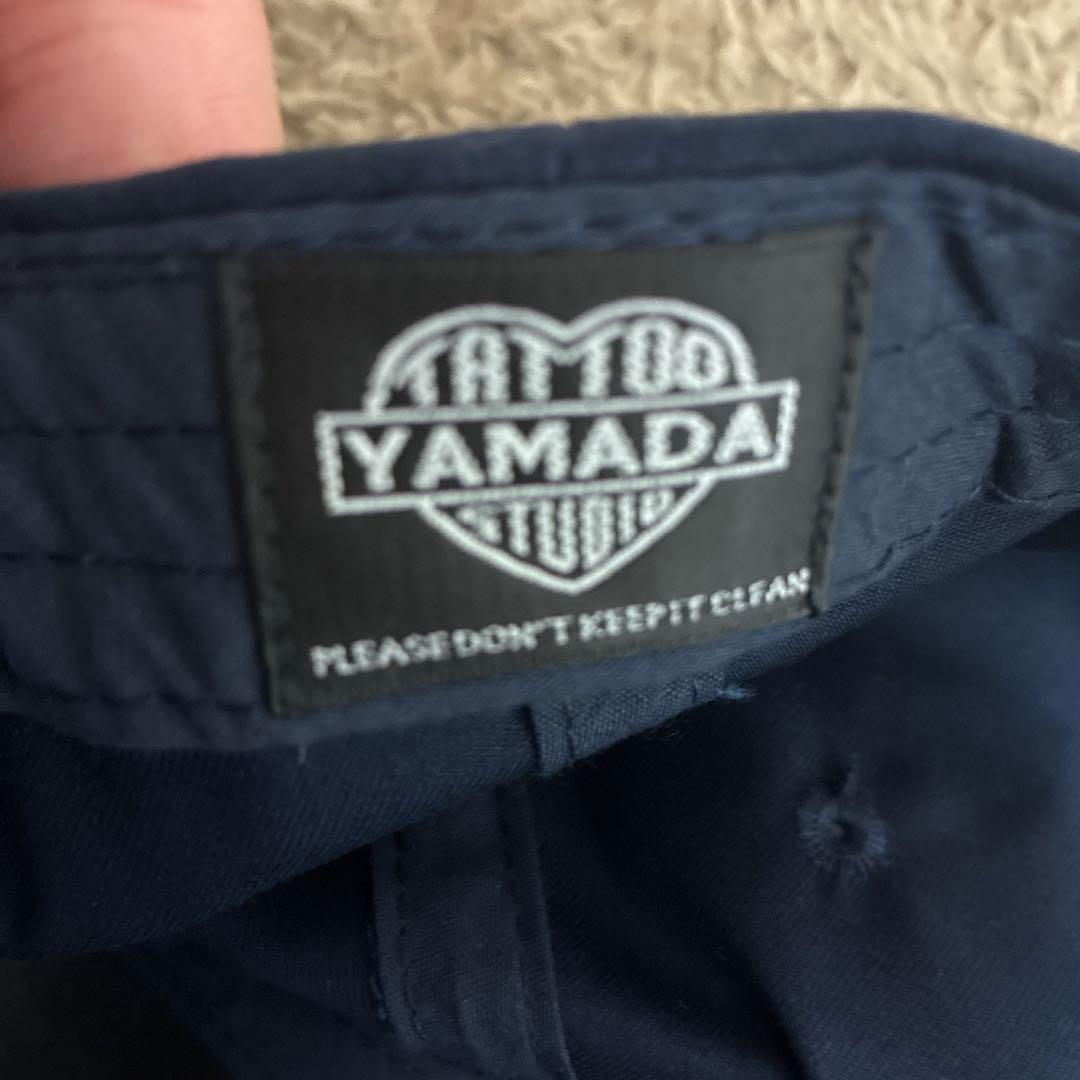 TATTOO
YAMADA
STUDIO
PLEASE DON'T KEEP IT CLEAN